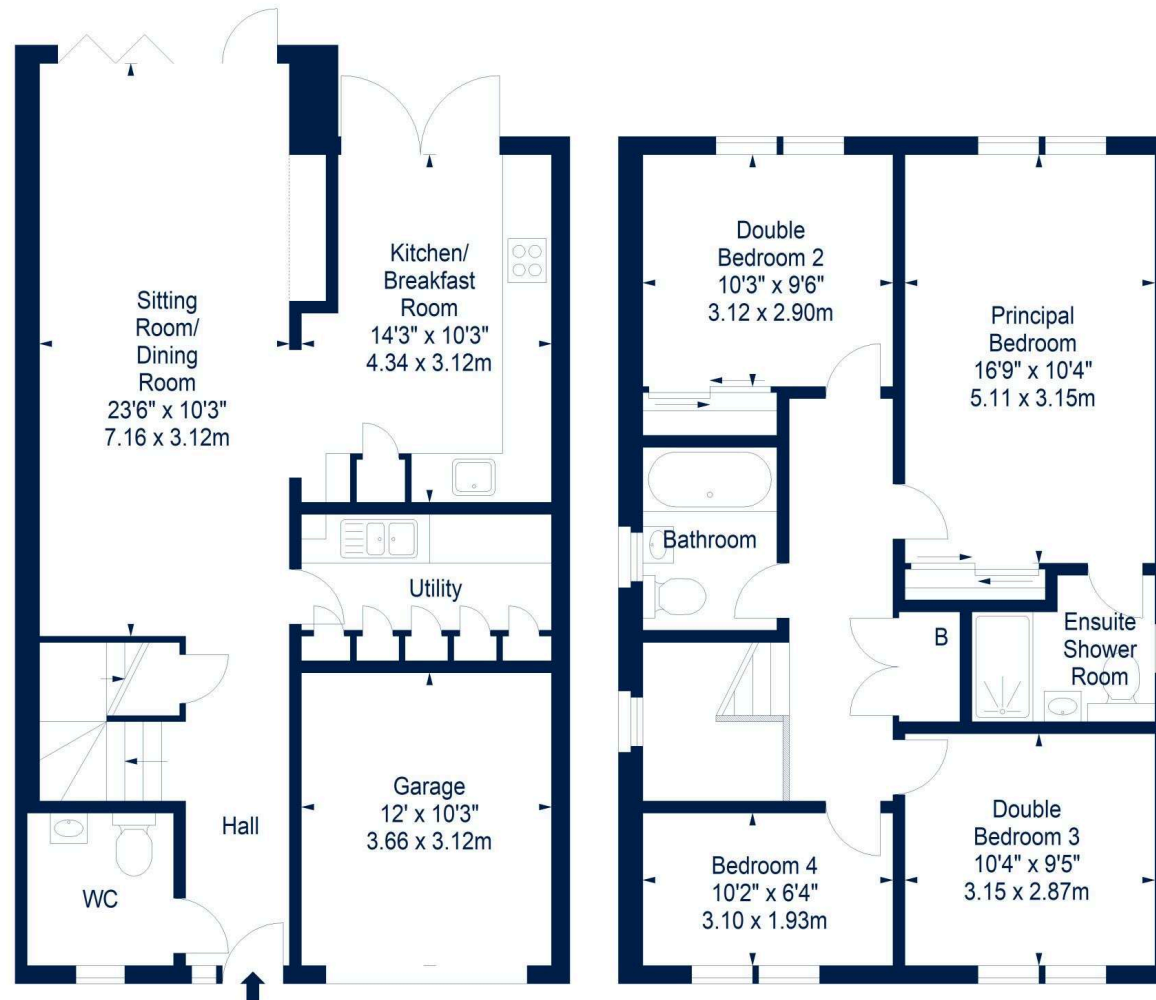 Sitting
Room/
Dining
Room
23'6" x 10'3"
7.16 x 3.12m
Kitchen/
Breakfast
Room
14'3" x 10'3"
4.34 x 3.12m
Utility
Garage
12' x 10'3"
3.66 x 3.12m
Hall
WC
Double
Bedroom 2
10'3" x 9'6"
3.12 x 2.90m
Principal
Bedroom
16'9" x 10'4"
5.11 x 3.15m
Bathroom
B
Ensuite
Shower
Room
Bedroom 4
10'2" x 6'4"
3.10 x 1.93m
Double
Bedroom 3
10'4" x 9'5"
3.15 x 2.87m